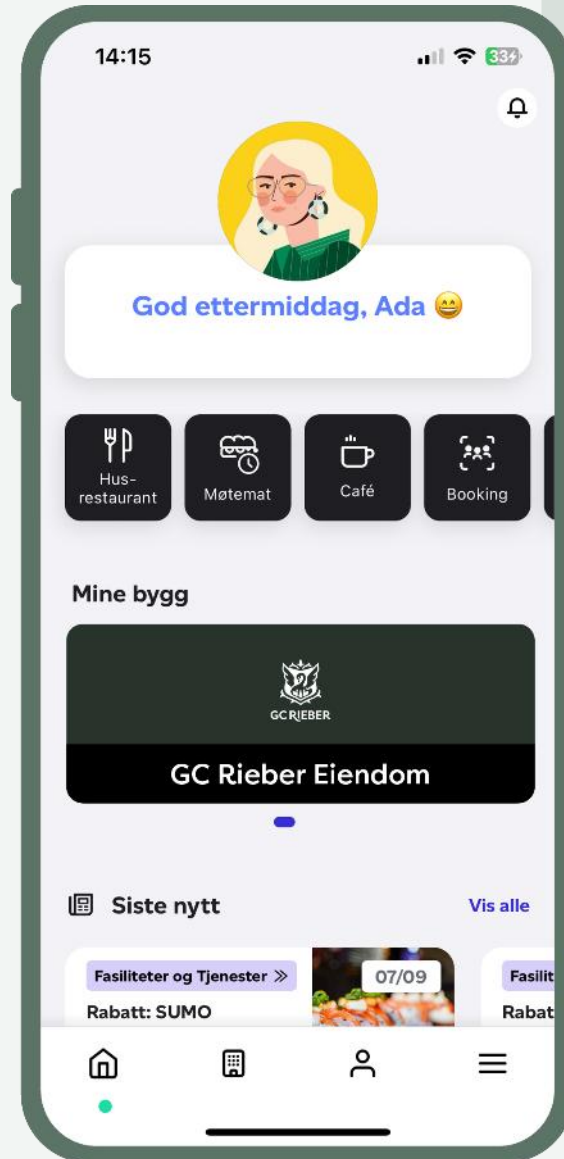 14:15
33
God ettermiddag, Ada 😄
Hus-
restaurant
Møtemat
Café
Booking
Mine bygg
GC RIEBER
GC Rieber Eiendom
Siste nytt
Vis alle
Fasiliteter og Tjenester »
07/09
Fasilit
Rabatt: SUMO
Rabat